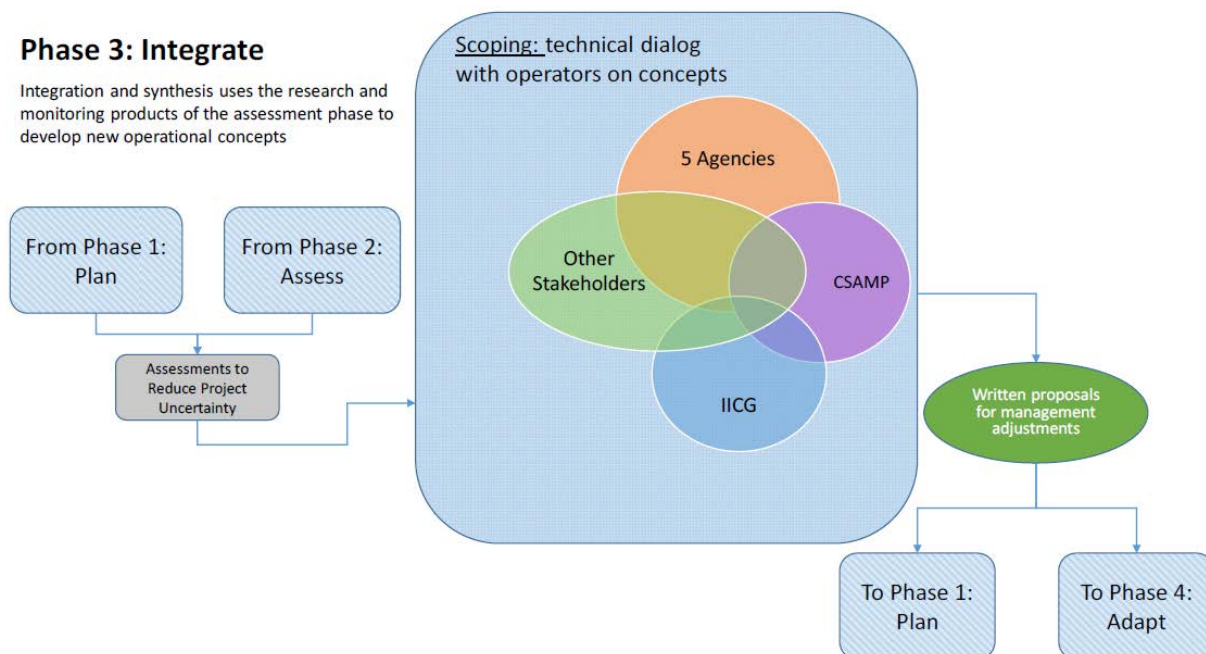 Phase 3: Integrate
Integration and synthesis uses the research and
monitoring products of the assessment phase to
develop new operational concepts
From Phase 1:
Plan
From Phase 2:
Assess
Assessments to
Reduce Project
Uncertainty
Scoping: technical dialog
with operators on concepts
5 Agencies
Other
Stakeholders
CSAMP
IICG
Written proposals
for management
adjustments
To Phase 1:
Plan
To Phase 4:
Adapt